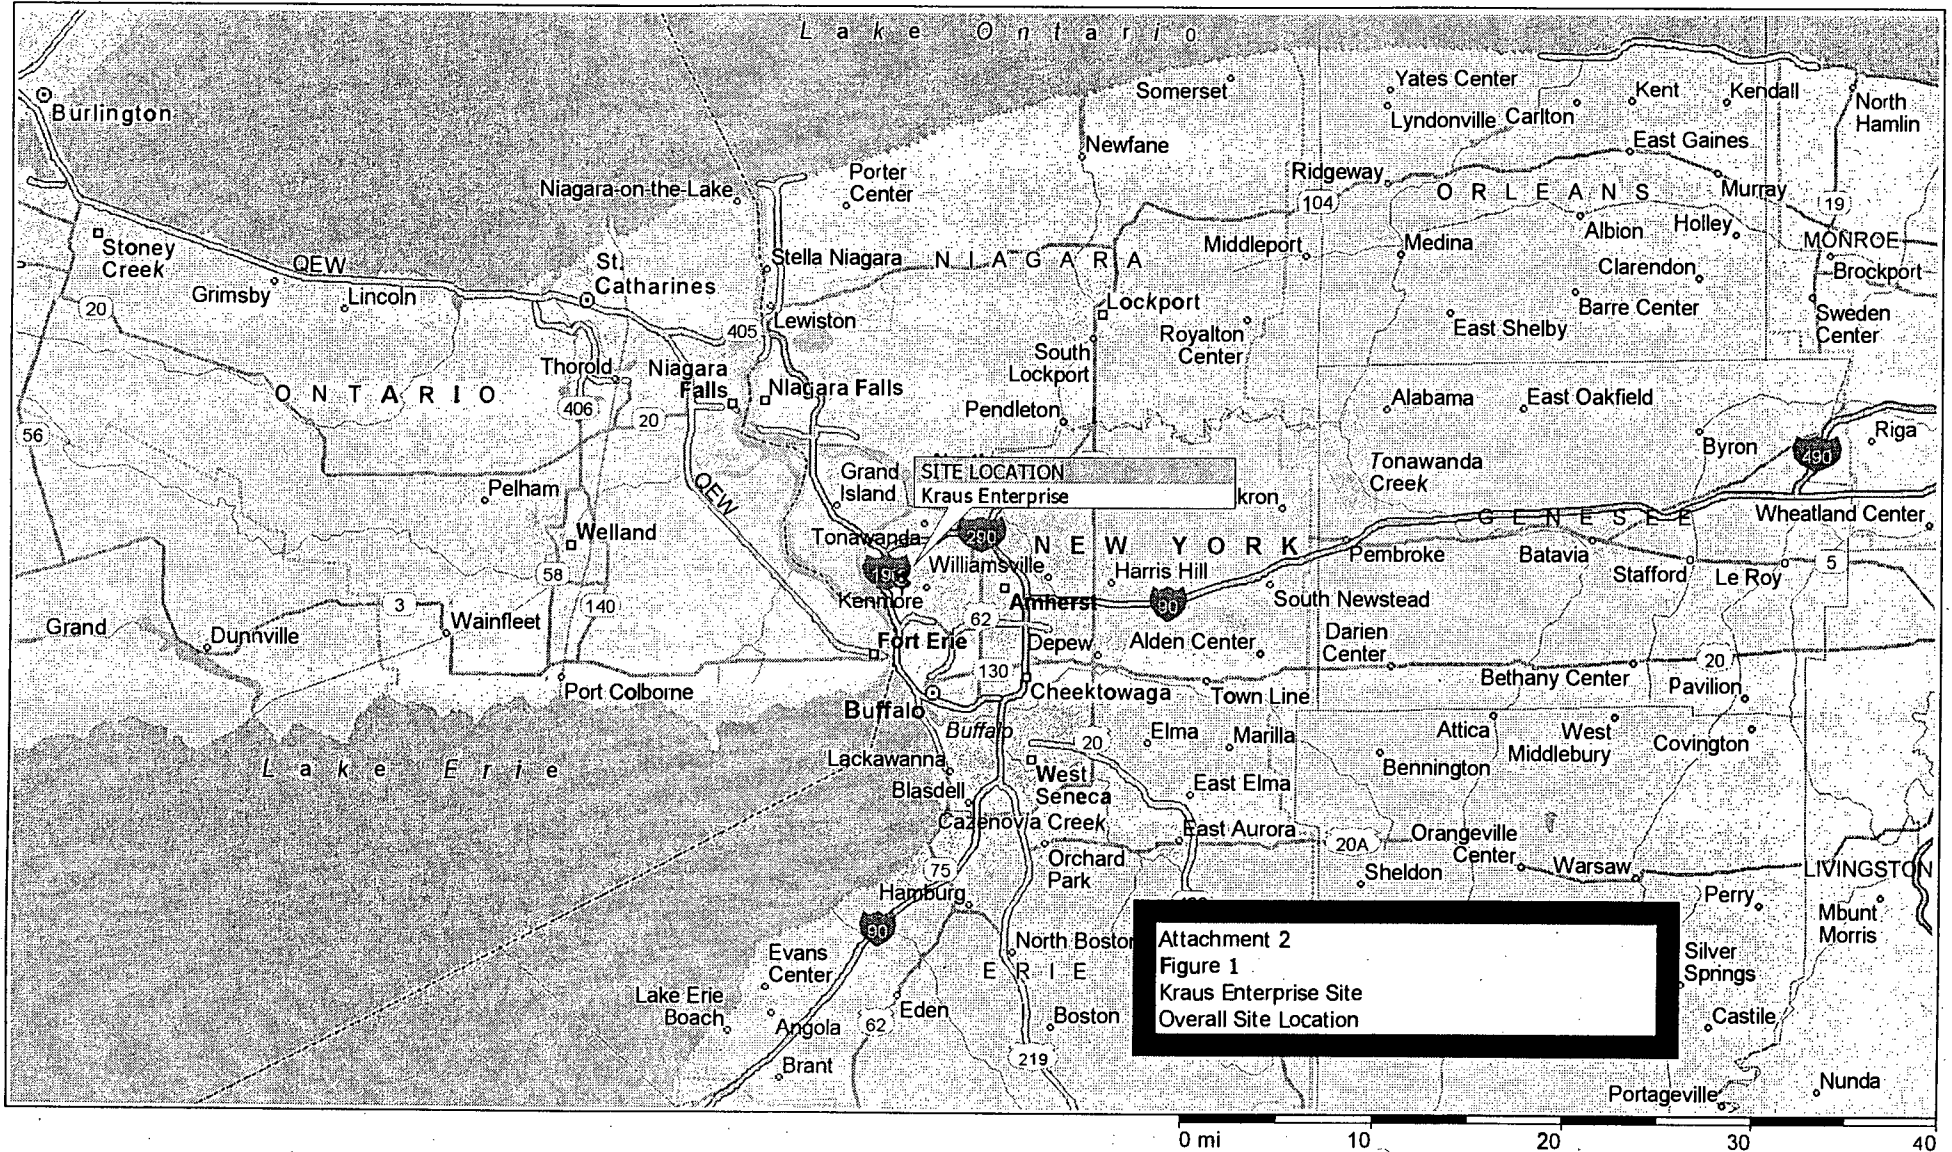 Lake Ontario
Burlington
Somerset
Yates Center
Lyndonville
Carlton
Kent
Kendall
North
Hamlin
Newfane
East Gaines
Niagara-on-the-Lake
Porter
Center
Ridgeway
104
ORLEANS
Murray
19
Stoney
Creek
QEW
St.
Catharines
Stella Niagara
NIAGARA
Middleport
Medina
Albion
Holley
MONROE
Grimsby
Lincoln
Clarendon
Brockport
20
405
Lewiston
Lockport
Royalton
Center
Barre Center
East Shelby
Sweden
Center
South
Lockport
Thorold
Niagara
Falls
NIagara Falls
ONTARIO
406
20
56
Pendleton
Alabama
East Oakfield
Byron
490
Riga
Grand
Island
SITE LOCATION
Kraus Enterprise
kron
Tonawanda
Creek
Pelham
QEW
Welland
Tonawanda
290
NEW YORK
GENESEE
Wheatland Center
Pembroke
Batavia
Stafford
Le Roy
5
58
190
Williamsville
Harris Hill
Kenmore
Amherst
90
South Newstead
3
140
Grand
Dunnville
Wainfleet
62
Fort Erie
Depew
Alden Center
Darien
Center
20
130
Port Colborne
Cheektowaga
Town Line
Bethany Center
Pavilion
Buffalo
Buffalo
20
Elma
Marilla
Attica
West
Middlebury
Covington
Lake Erie
Lackawanna
West
Seneca
Bennington
Blasdell
East Elma
Cazenovia Creek
East Aurora
20A
Orangeville
Center
Warsaw
LIVINGSTON
75
Orchard
Park
Sheldon
Hamburg
Perry
Mbunt
Morris
90
North Boston
Evans
Center
ERIE
Attachment 2
Figure 1
Kraus Enterprise Site
Overall Site Location
Silver
Springs
Lake Erie
Boach
Angola
62
Eden
Boston
Castile
Brant
219
Portageville
Nunda
0 mi 10 20 30 40